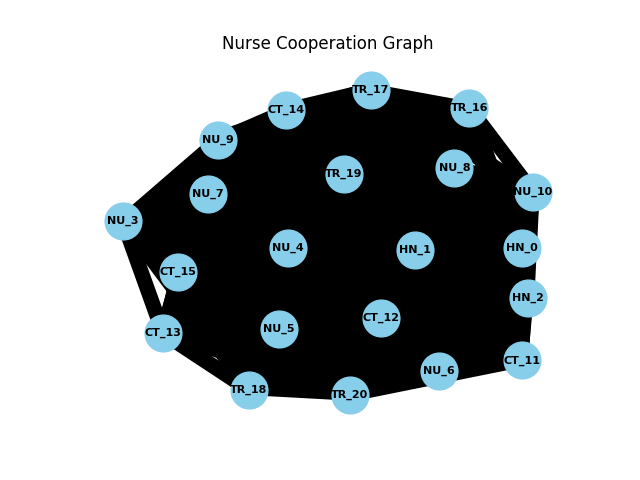 Nurse Cooperation Graph
TR_17
CT_14
TR_16
NU_9
NU_8
TR_19
NU_7
NU_10
NU_3
NU_4
HN_1
HN_0
CT_15
HN_2
CT_12
NU_5
CT_13
CT_11
NU_6
TR_18
TR_20